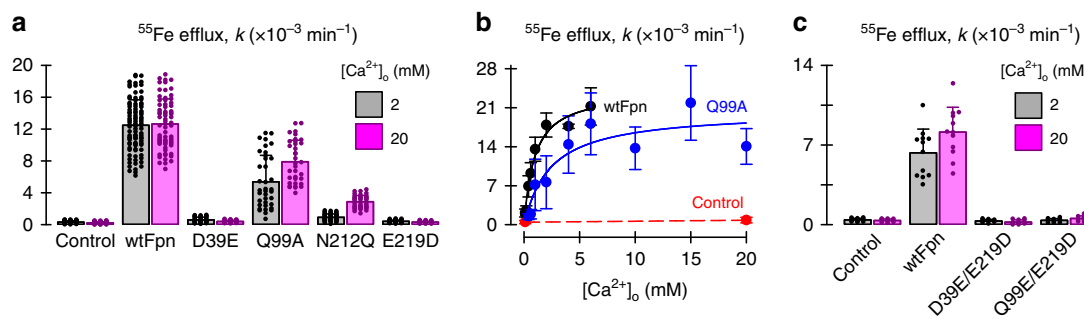 a
⁵⁵Fe efflux, k (×10⁻³ min⁻¹)
20
16
12
8
4
0
[Ca²⁺]ₒ (mM)
2
20
Control wtFpn D39E Q99A N212Q E219D
b
⁵⁵Fe efflux, k (×10⁻³ min⁻¹)
28
21
14
7
0
wtFpn
Q99A
Control
0 5 10 15 20
[Ca²⁺]ₒ (mM)
c
⁵⁵Fe efflux, k (×10⁻³ min⁻¹)
14
7
0
[Ca²⁺]ₒ (mM)
2
20
Control
wtFpn
D39E/E219D
Q99E/E219D